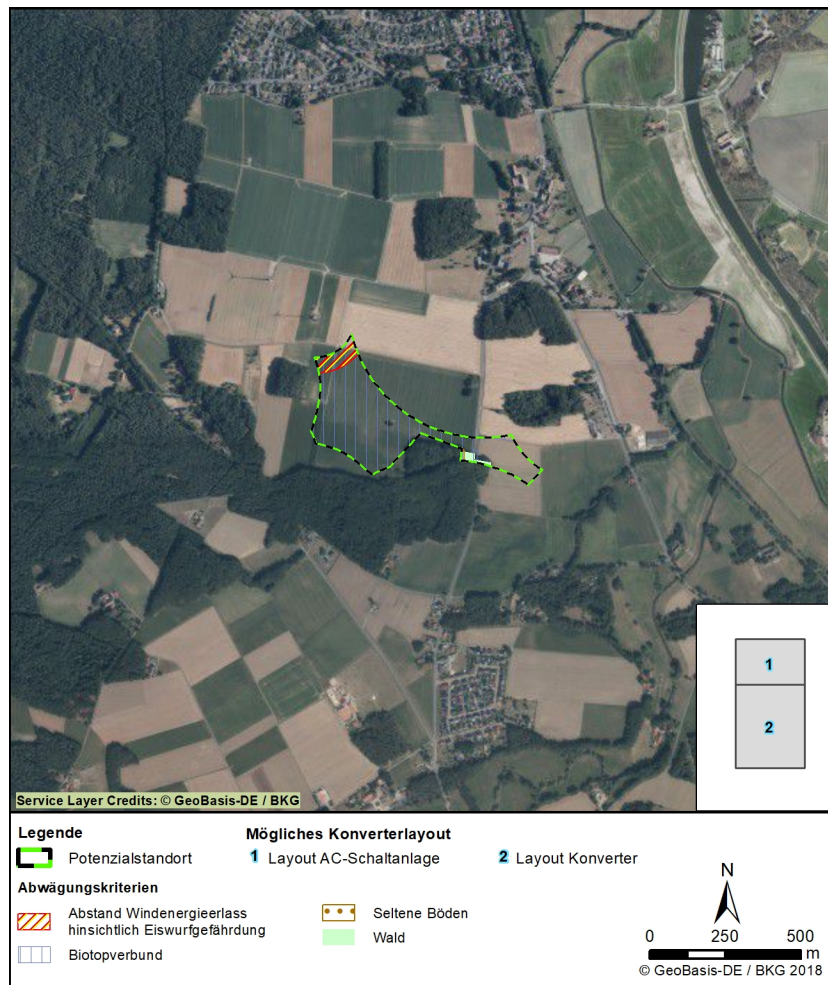 1
2
Service Layer Credits: © GeoBasis-DE / BKG
Legende
Potenzialstandort
Mögliches Konverterlayout
1 Layout AC-Schaltanlage
2 Layout Konverter
Abwägungskriterien
Abstand Windenergieerlass
hinsichtlich Eiswurfgefährdung
Biotopverbund
Seltene Böden
Wald
N
0 250 500
m
© GeoBasis-DE / BKG 2018